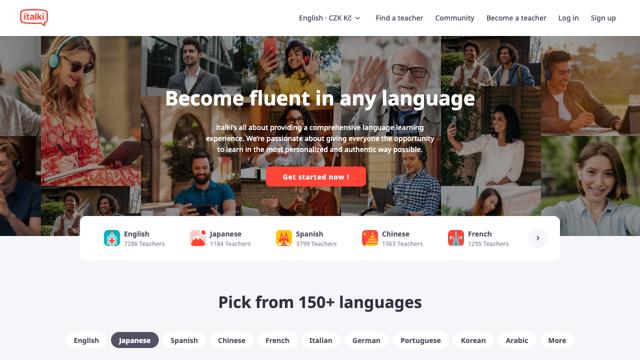 italki
English · CZK Kč
Find a teacher
Community
Become a teacher
Log in
Sign up
Become fluent in any language
italki's all about providing a comprehensive language learning
experience. We're passionate about giving everyone the opportunity
to learn in the most personalized and authentic way possible.
Get started now !
English
7286 Teachers
Japanese
1184 Teachers
Spanish
3799 Teachers
Chinese
1363 Teachers
French
1295 Teachers
Pick from 150+ languages
English
Japanese
Spanish
Chinese
French
Italian
German
Portuguese
Korean
Arabic
More